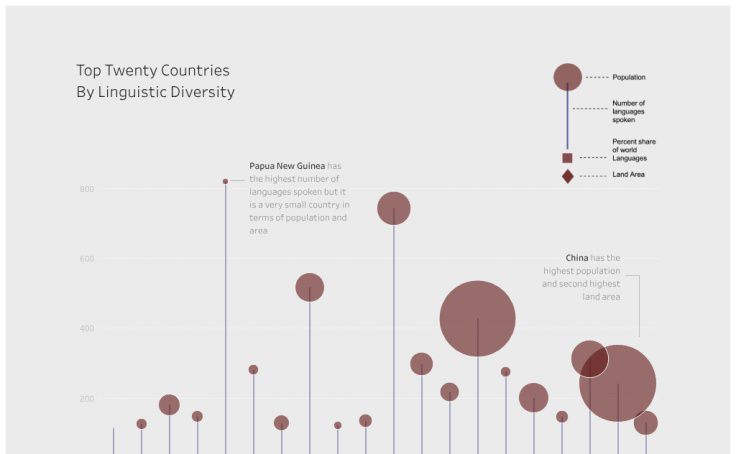 Top Twenty Countries
By Linguistic Diversity
Population
Number of
languages
spoken
Percent share
of world
Languages
Land Area
Papua New Guinea has
the highest number of
languages spoken but it
is a very small country in
terms of population and
area
China has the
highest population
and second highest
land area
800
600
400
200